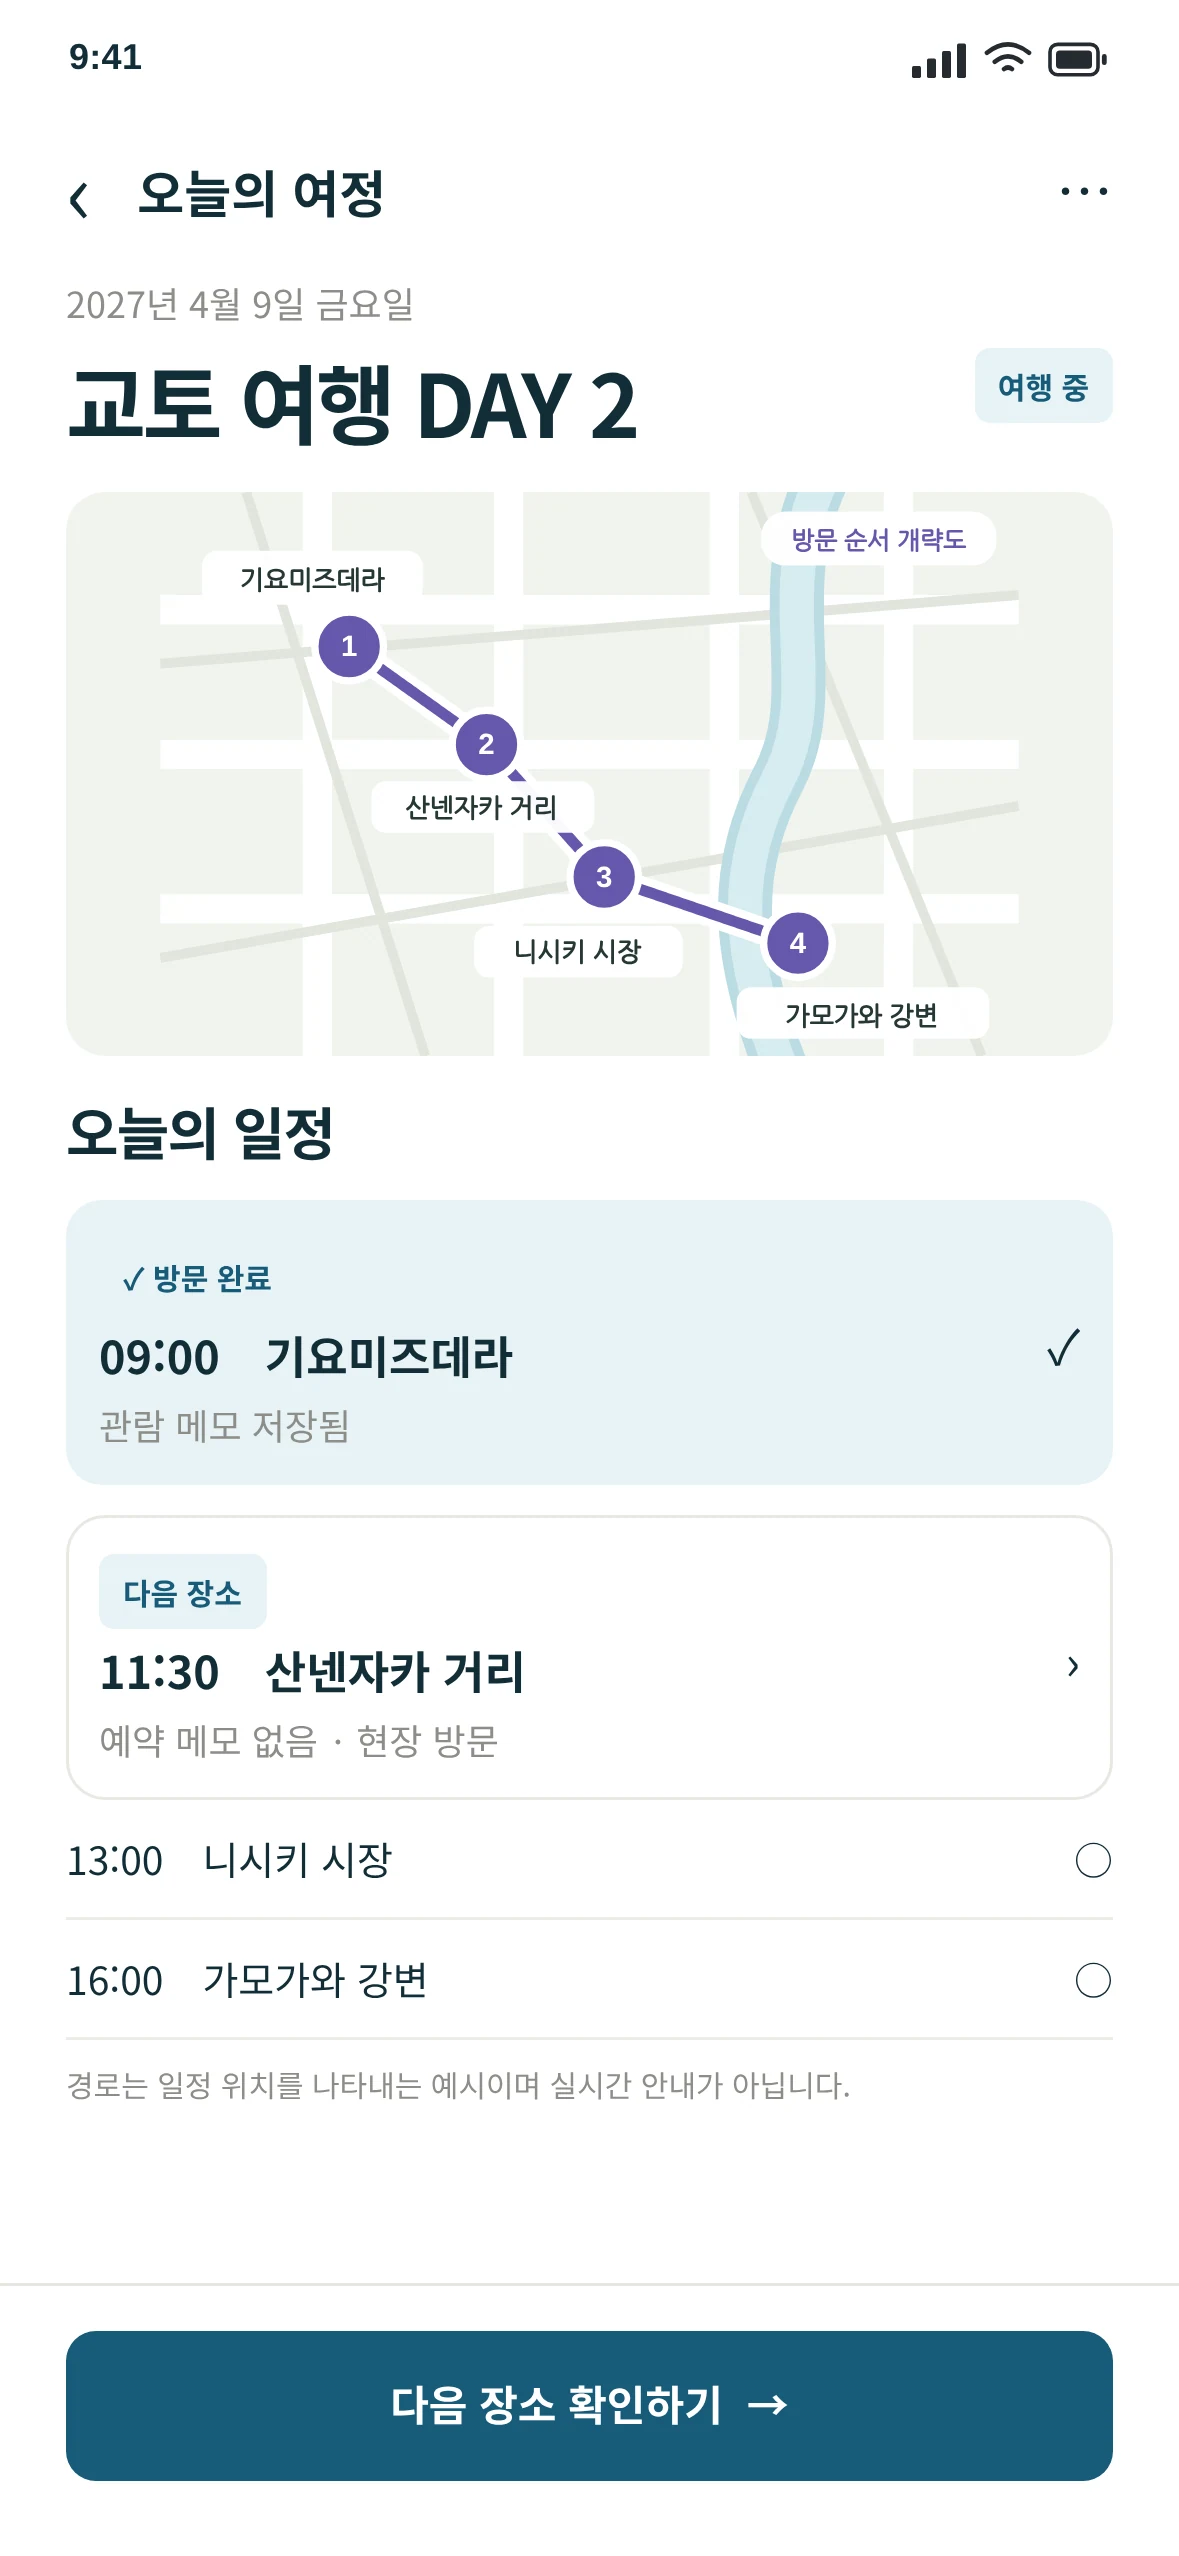 9:41
‹ 오늘의 여정 ···
2027년 4월 9일 금요일
교토 여행 DAY 2
여행 중
방문 순서 개략도
기요미즈데라
1
2
산넨자카 거리
3
니시키 시장
4
가모가와 강변
오늘의 일정
✓ 방문 완료
09:00 기요미즈데라 ✓
관람 메모 저장됨
다음 장소
11:30 산넨자카 거리 ›
예약 메모 없음 · 현장 방문
13:00 니시키 시장 ○
16:00 가모가와 강변 ○
경로는 일정 위치를 나타내는 예시이며 실시간 안내가 아닙니다.
다음 장소 확인하기 →